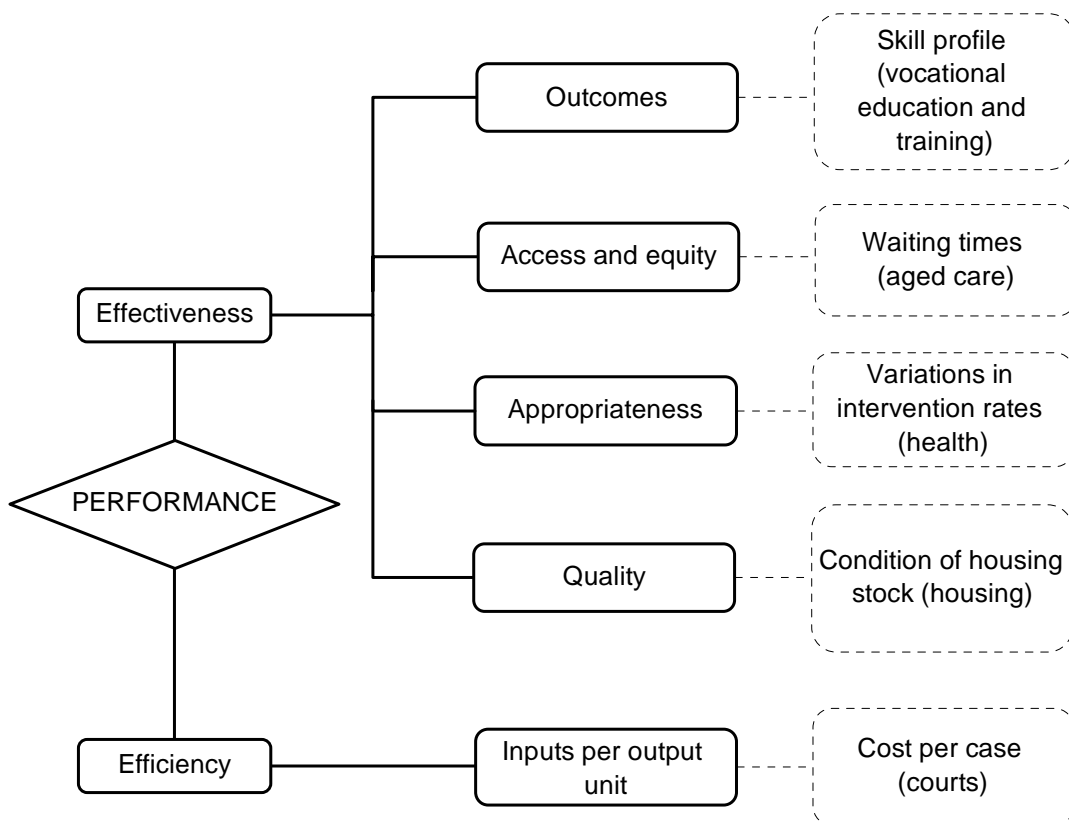 Outcomes
Skill profile
(vocational
education and
training)
Access and equity
Waiting times
(aged care)
Effectiveness
Appropriateness
Variations in
intervention rates
(health)
PERFORMANCE
Quality
Condition of housing
stock (housing)
Efficiency
Inputs per output
unit
Cost per case
(courts)